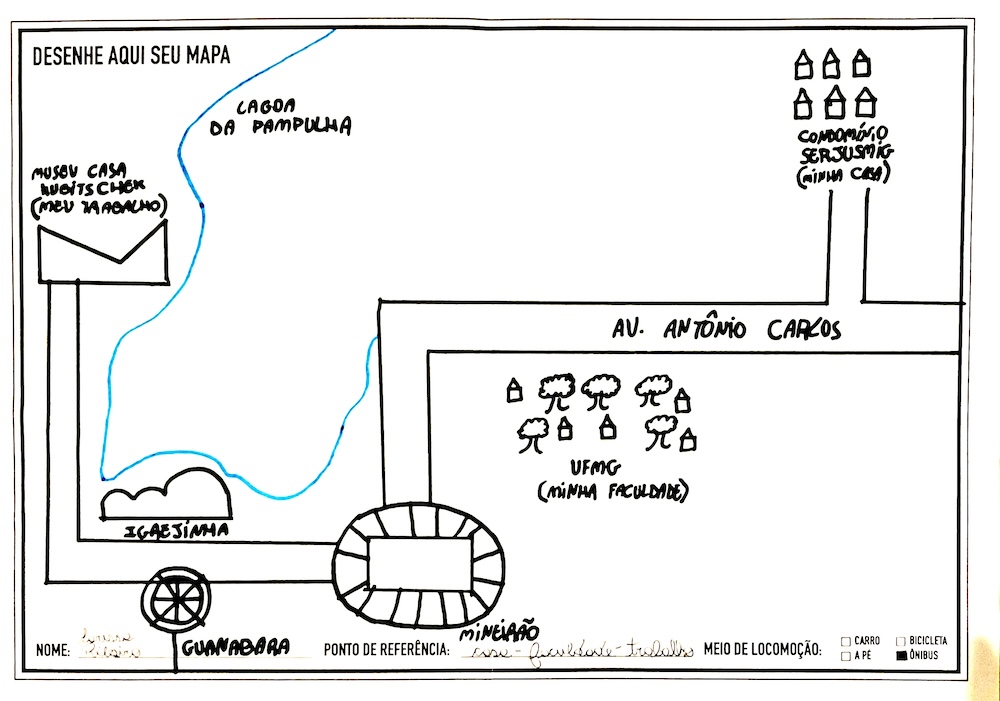 DESENHE AQUI SEU MAPA
LAGOA
DA PAMPULHA
MUSEU CASA
KUBITSCHEK
(MEU TRABALHO)
CONDOMÍNIO
SERJUSMIG
(MINHA CASA)
AV. ANTÔNIO CARLOS
UFMG
(MINHA FACULDADE)
IGREJINHA
MINEIRÃO
GUANABARA
NOME:
Ribeiro
PONTO DE REFERÊNCIA: casa - faculdade - trabalho
MEIO DE LOCOMOÇÃO:
CARRO
BICICLETA
A PÉ
ÔNIBUS